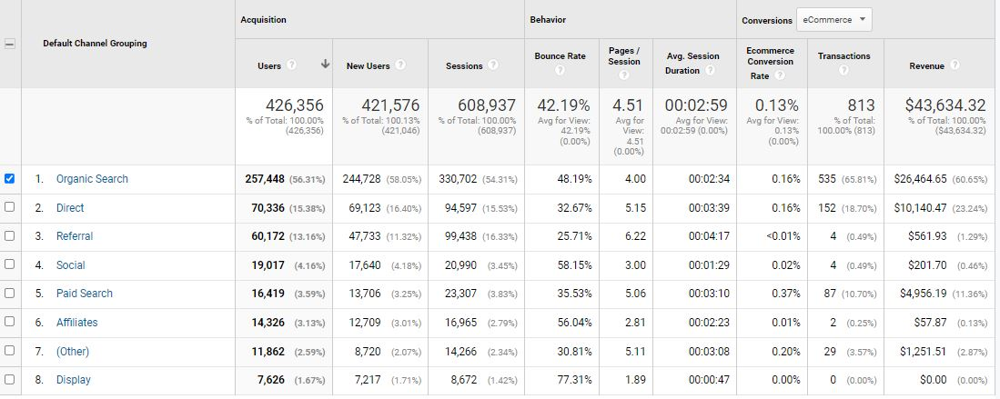 Acquisition Behavior Conversions eCommerce
Default Channel Grouping
Users ? New Users ? Sessions ? Bounce Rate ? Pages / Session ? Avg. Session Duration ? Ecommerce Conversion Rate ? Transactions ? Revenue ?
426,356 421,576 608,937 42.19% 4.51 00:02:59 0.13% 813 $43,634.32
% of Total: 100.00% (426,356) % of Total: 100.13% (421,046) % of Total: 100.00% (608,937) Avg for View: 42.19% (0.00%) Avg for View: 4.51 (0.00%) Avg for View: 00:02:59 (0.00%) Avg for View: 0.13% (0.00%) % of Total: 100.00% (813) % of Total: 100.00% ($43,634.32)
1. Organic Search 257,448 (56.31%) 244,728 (58.05%) 330,702 (54.31%) 48.19% 4.00 00:02:34 0.16% 535 (65.81%) $26,464.65 (60.65%)
2. Direct 70,336 (15.38%) 69,123 (16.40%) 94,597 (15.53%) 32.67% 5.15 00:03:39 0.16% 152 (18.70%) $10,140.47 (23.24%)
3. Referral 60,172 (13.16%) 47,733 (11.32%) 99,438 (16.33%) 25.71% 6.22 00:04:17 <0.01% 4 (0.49%) $561.93 (1.29%)
4. Social 19,017 (4.16%) 17,640 (4.18%) 20,990 (3.45%) 58.15% 3.00 00:01:29 0.02% 4 (0.49%) $201.70 (0.46%)
5. Paid Search 16,419 (3.59%) 13,706 (3.25%) 23,307 (3.83%) 35.53% 5.06 00:03:10 0.37% 87 (10.70%) $4,956.19 (11.36%)
6. Affiliates 14,326 (3.13%) 12,709 (3.01%) 16,965 (2.79%) 56.04% 2.81 00:02:23 0.01% 2 (0.25%) $57.87 (0.13%)
7. (Other) 11,862 (2.59%) 8,720 (2.07%) 14,266 (2.34%) 30.81% 5.11 00:03:08 0.20% 29 (3.57%) $1,251.51 (2.87%)
8. Display 7,626 (1.67%) 7,217 (1.71%) 8,672 (1.42%) 77.31% 1.89 00:00:47 0.00% 0 (0.00%) $0.00 (0.00%)